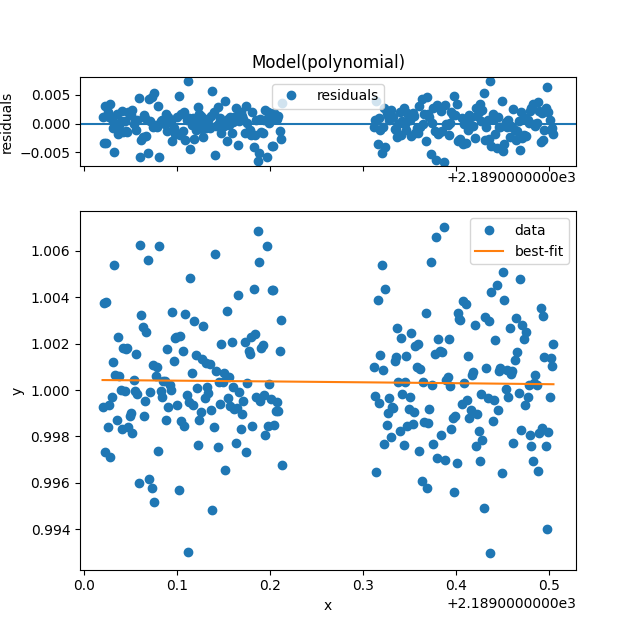 Model(polynomial)
residuals
0.005
0.000
−0.005
residuals
+2.1890000000e3
data
best-fit
y
1.006
1.004
1.002
1.000
0.998
0.996
0.994
0.0 0.1 0.2 0.3 0.4 0.5
x
+2.1890000000e3